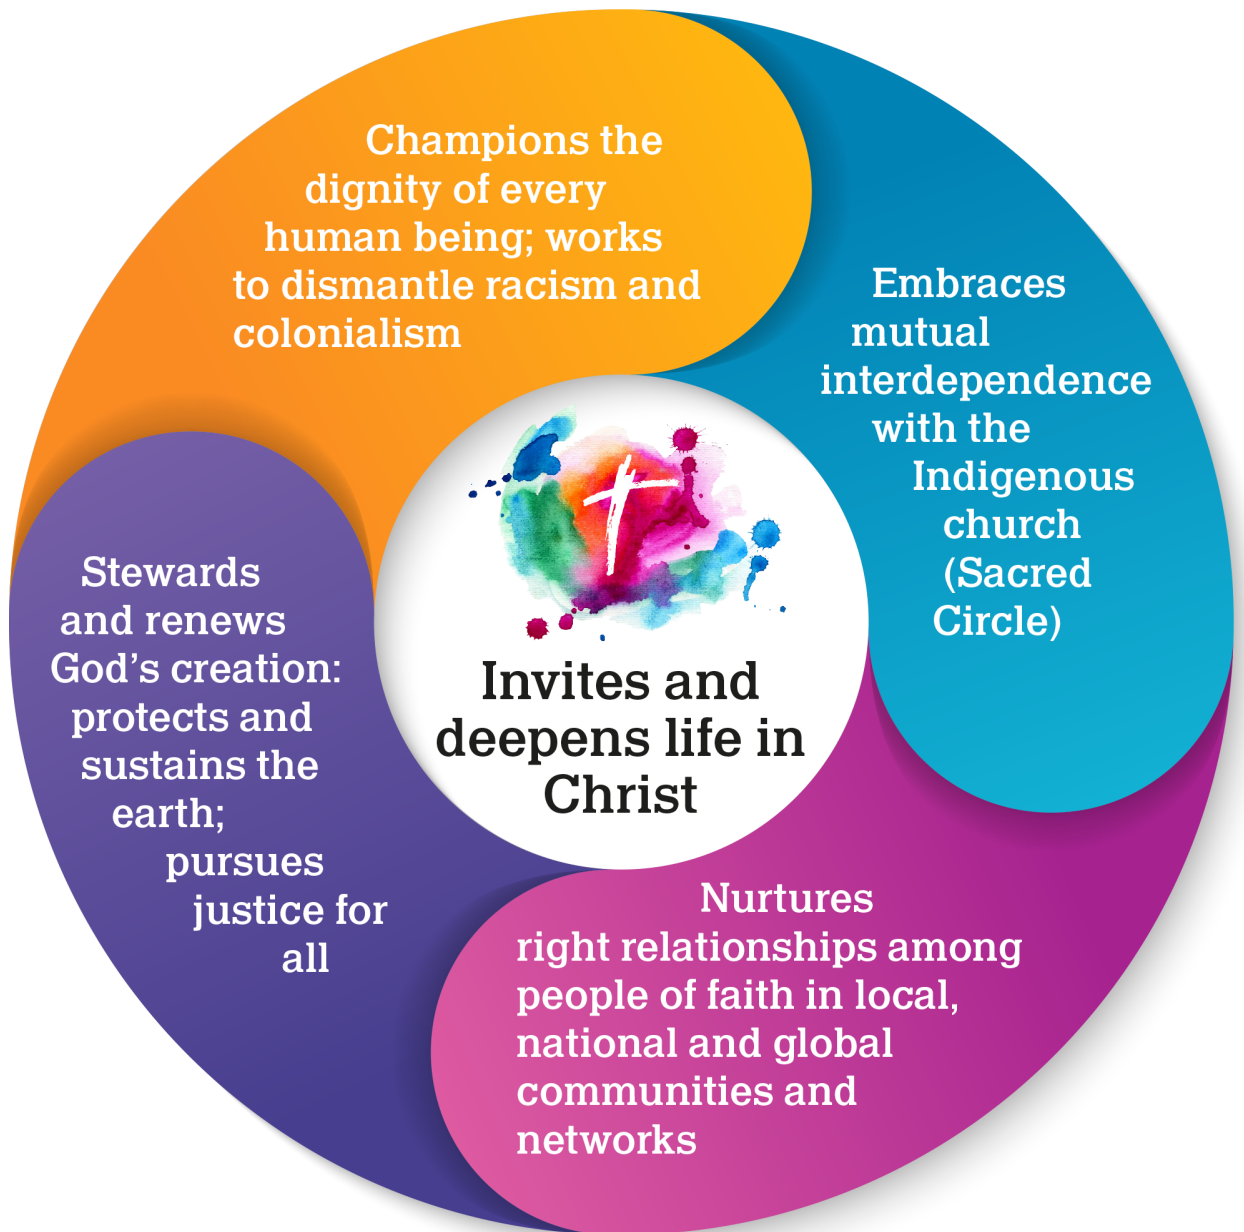 Champions the
dignity of every
human being; works
to dismantle racism and
colonialism
Embraces
mutual
interdependence
with the
Indigenous
church
(Sacred
Circle)
Nurtures
right relationships among
people of faith in local,
national and global
communities and
networks
Stewards
and renews
God’s creation:
protects and
sustains the
earth;
pursues
justice for
all
Invites and
deepens life in
Christ